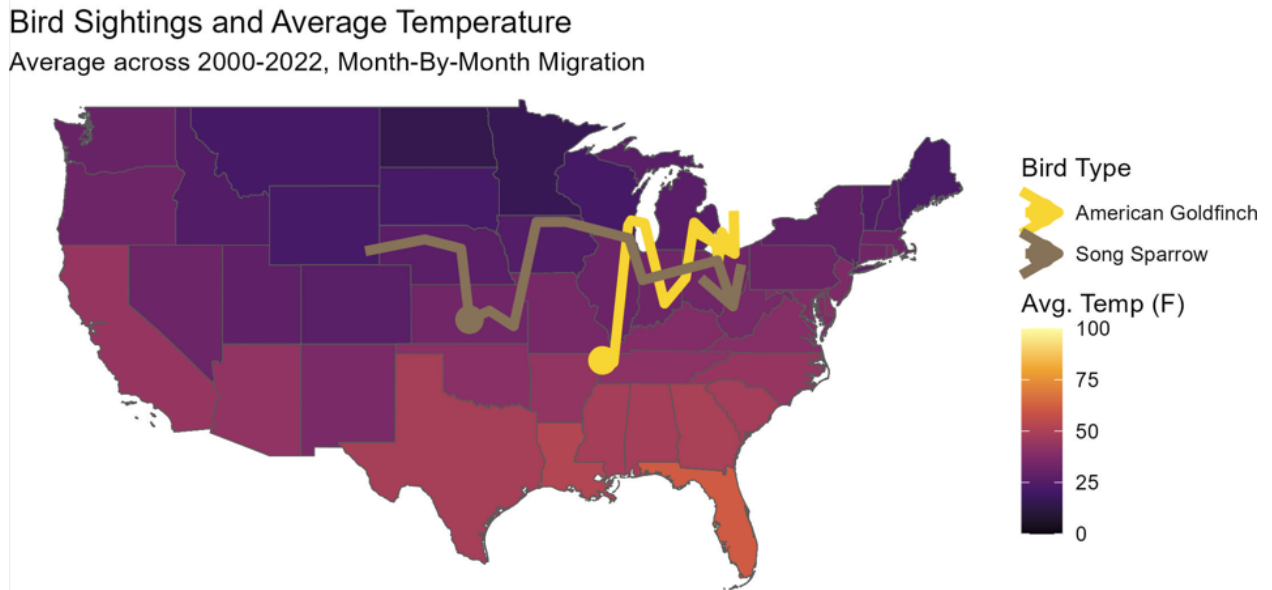 Bird Sightings and Average Temperature
Average across 2000-2022, Month-By-Month Migration
Bird Type
American Goldfinch
Song Sparrow
Avg. Temp (F)
100
75
50
25
0